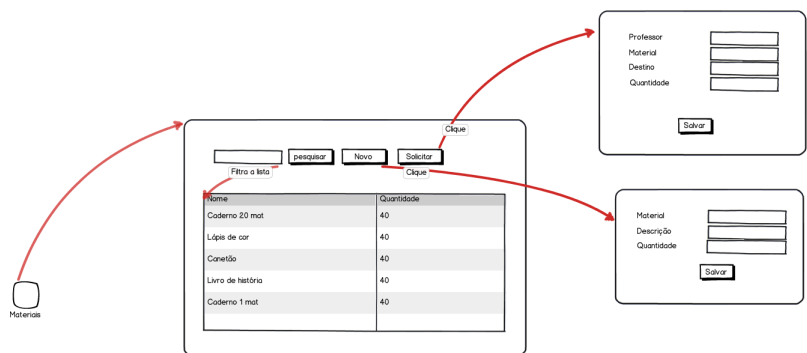 Professor
Material
Destino
Quantidade
Salvar
Clique
pesquisar
Novo
Solicitar
Filtra a lista
Clique
Nome
Quantidade
Caderno 20 mat
40
Lápis de cor
40
Canetão
40
Livro de história
40
Caderno 1 mat
40
Material
Descrição
Quantidade
Salvar
Materiais